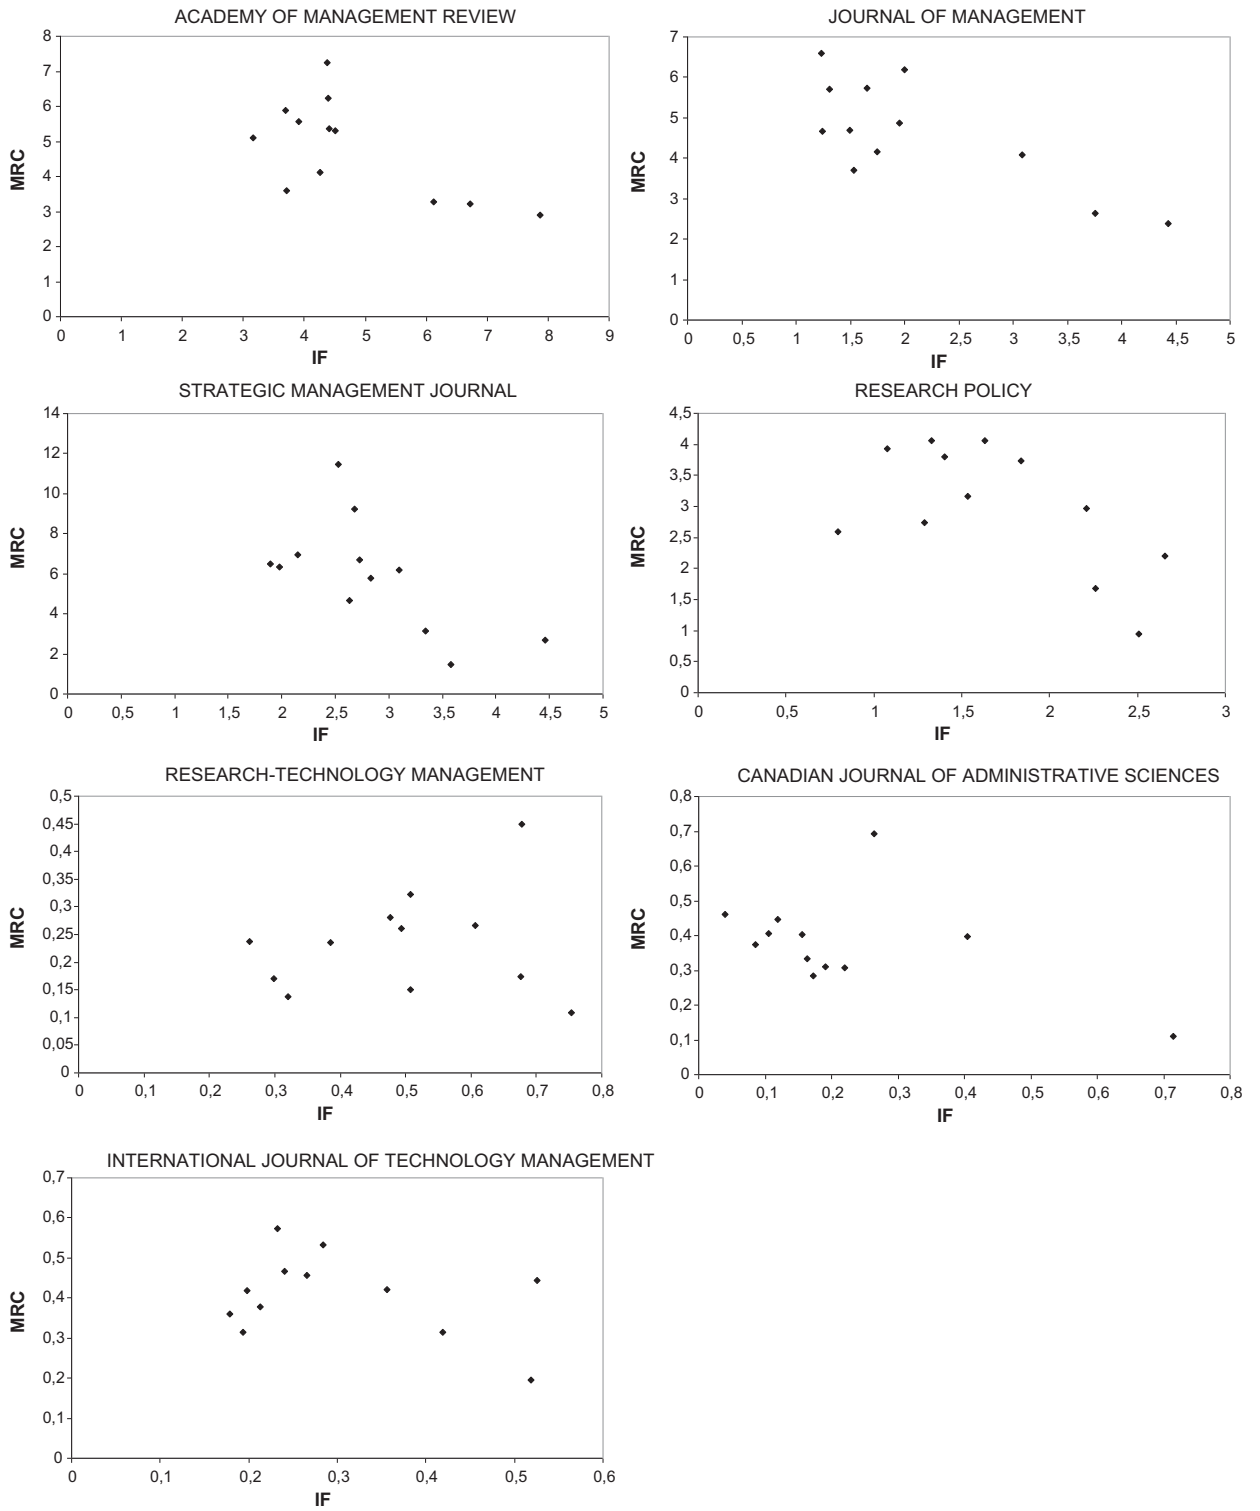 ACADEMY OF MANAGEMENT REVIEW
8
7
6
5
4
3
2
1
0
MRC
0 1 2 3 4 5 6 7 8 9
IF
JOURNAL OF MANAGEMENT
7
6
5
4
3
2
1
0
MRC
0 0,5 1 1,5 2 2,5 3 3,5 4 4,5 5
IF
STRATEGIC MANAGEMENT JOURNAL
14
12
10
8
6
4
2
0
MRC
0 0,5 1 1,5 2 2,5 3 3,5 4 4,5 5
IF
RESEARCH POLICY
4,5
4
3,5
3
2,5
2
1,5
1
0,5
0
MRC
0 0,5 1 1,5 2 2,5 3
IF
RESEARCH-TECHNOLOGY MANAGEMENT
0,5
0,45
0,4
0,35
0,3
0,25
0,2
0,15
0,1
0,05
0
MRC
0 0,1 0,2 0,3 0,4 0,5 0,6 0,7 0,8
IF
CANADIAN JOURNAL OF ADMINISTRATIVE SCIENCES
0,8
0,7
0,6
0,5
0,4
0,3
0,2
0,1
0
MRC
0 0,1 0,2 0,3 0,4 0,5 0,6 0,7 0,8
IF
INTERNATIONAL JOURNAL OF TECHNOLOGY MANAGEMENT
0,7
0,6
0,5
0,4
0,3
0,2
0,1
0
MRC
0 0,1 0,2 0,3 0,4 0,5 0,6
IF